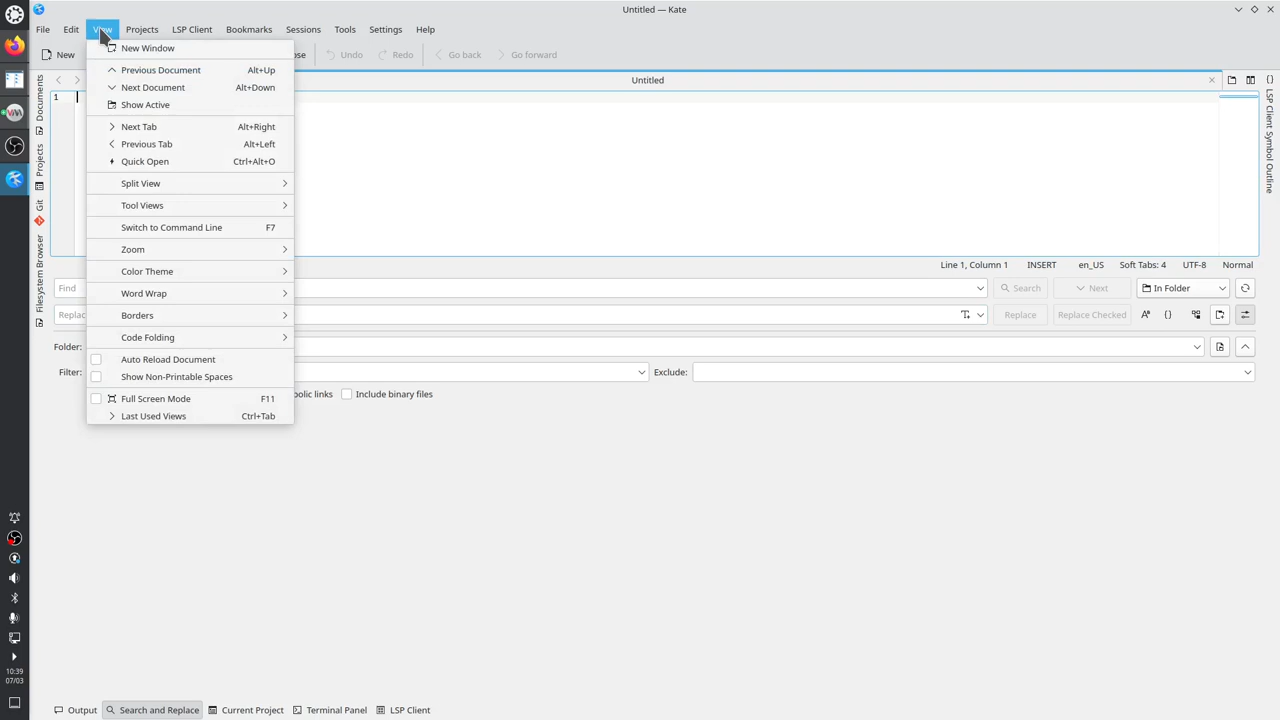 Untitled — Kate
File Edit View Projects LSP Client Bookmarks Sessions Tools Settings Help
New Undo Redo Go back Go forward
Untitled
1
New Window
Previous Document Alt+Up
Next Document Alt+Down
Show Active
Next Tab Alt+Right
Previous Tab Alt+Left
Quick Open Ctrl+Alt+O
Split View
Tool Views
Switch to Command Line F7
Zoom
Color Theme
Word Wrap
Borders
Code Folding
Auto Reload Document
Show Non-Printable Spaces
Full Screen Mode F11
Last Used Views Ctrl+Tab
Documents
Projects
Git
Filesystem Browser
LSP Client Symbol Outline
Line 1, Column 1 INSERT en_US Soft Tabs: 4 UTF-8 Normal
Find Search Next In Folder
Replac Replace Replace Checked
Folder:
Filter: Exclude:
bolic links Include binary files
Output Search and Replace Current Project Terminal Panel LSP Client
10:39
07/03